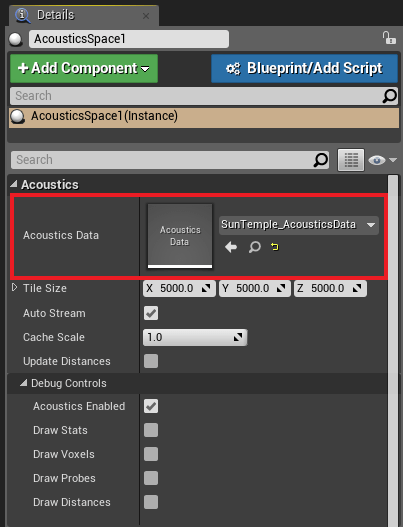 Details
AcousticsSpace1
+ Add Component
Blueprint/Add Script
Search
AcousticsSpace1(Instance)
Search
Acoustics
Acoustics Data
Acoustics
Data
SunTemple_AcousticsData
Tile Size X 5000.0 Y 5000.0 Z 5000.0
Auto Stream
Cache Scale 1.0
Update Distances
Debug Controls
Acoustics Enabled
Draw Stats
Draw Voxels
Draw Probes
Draw Distances